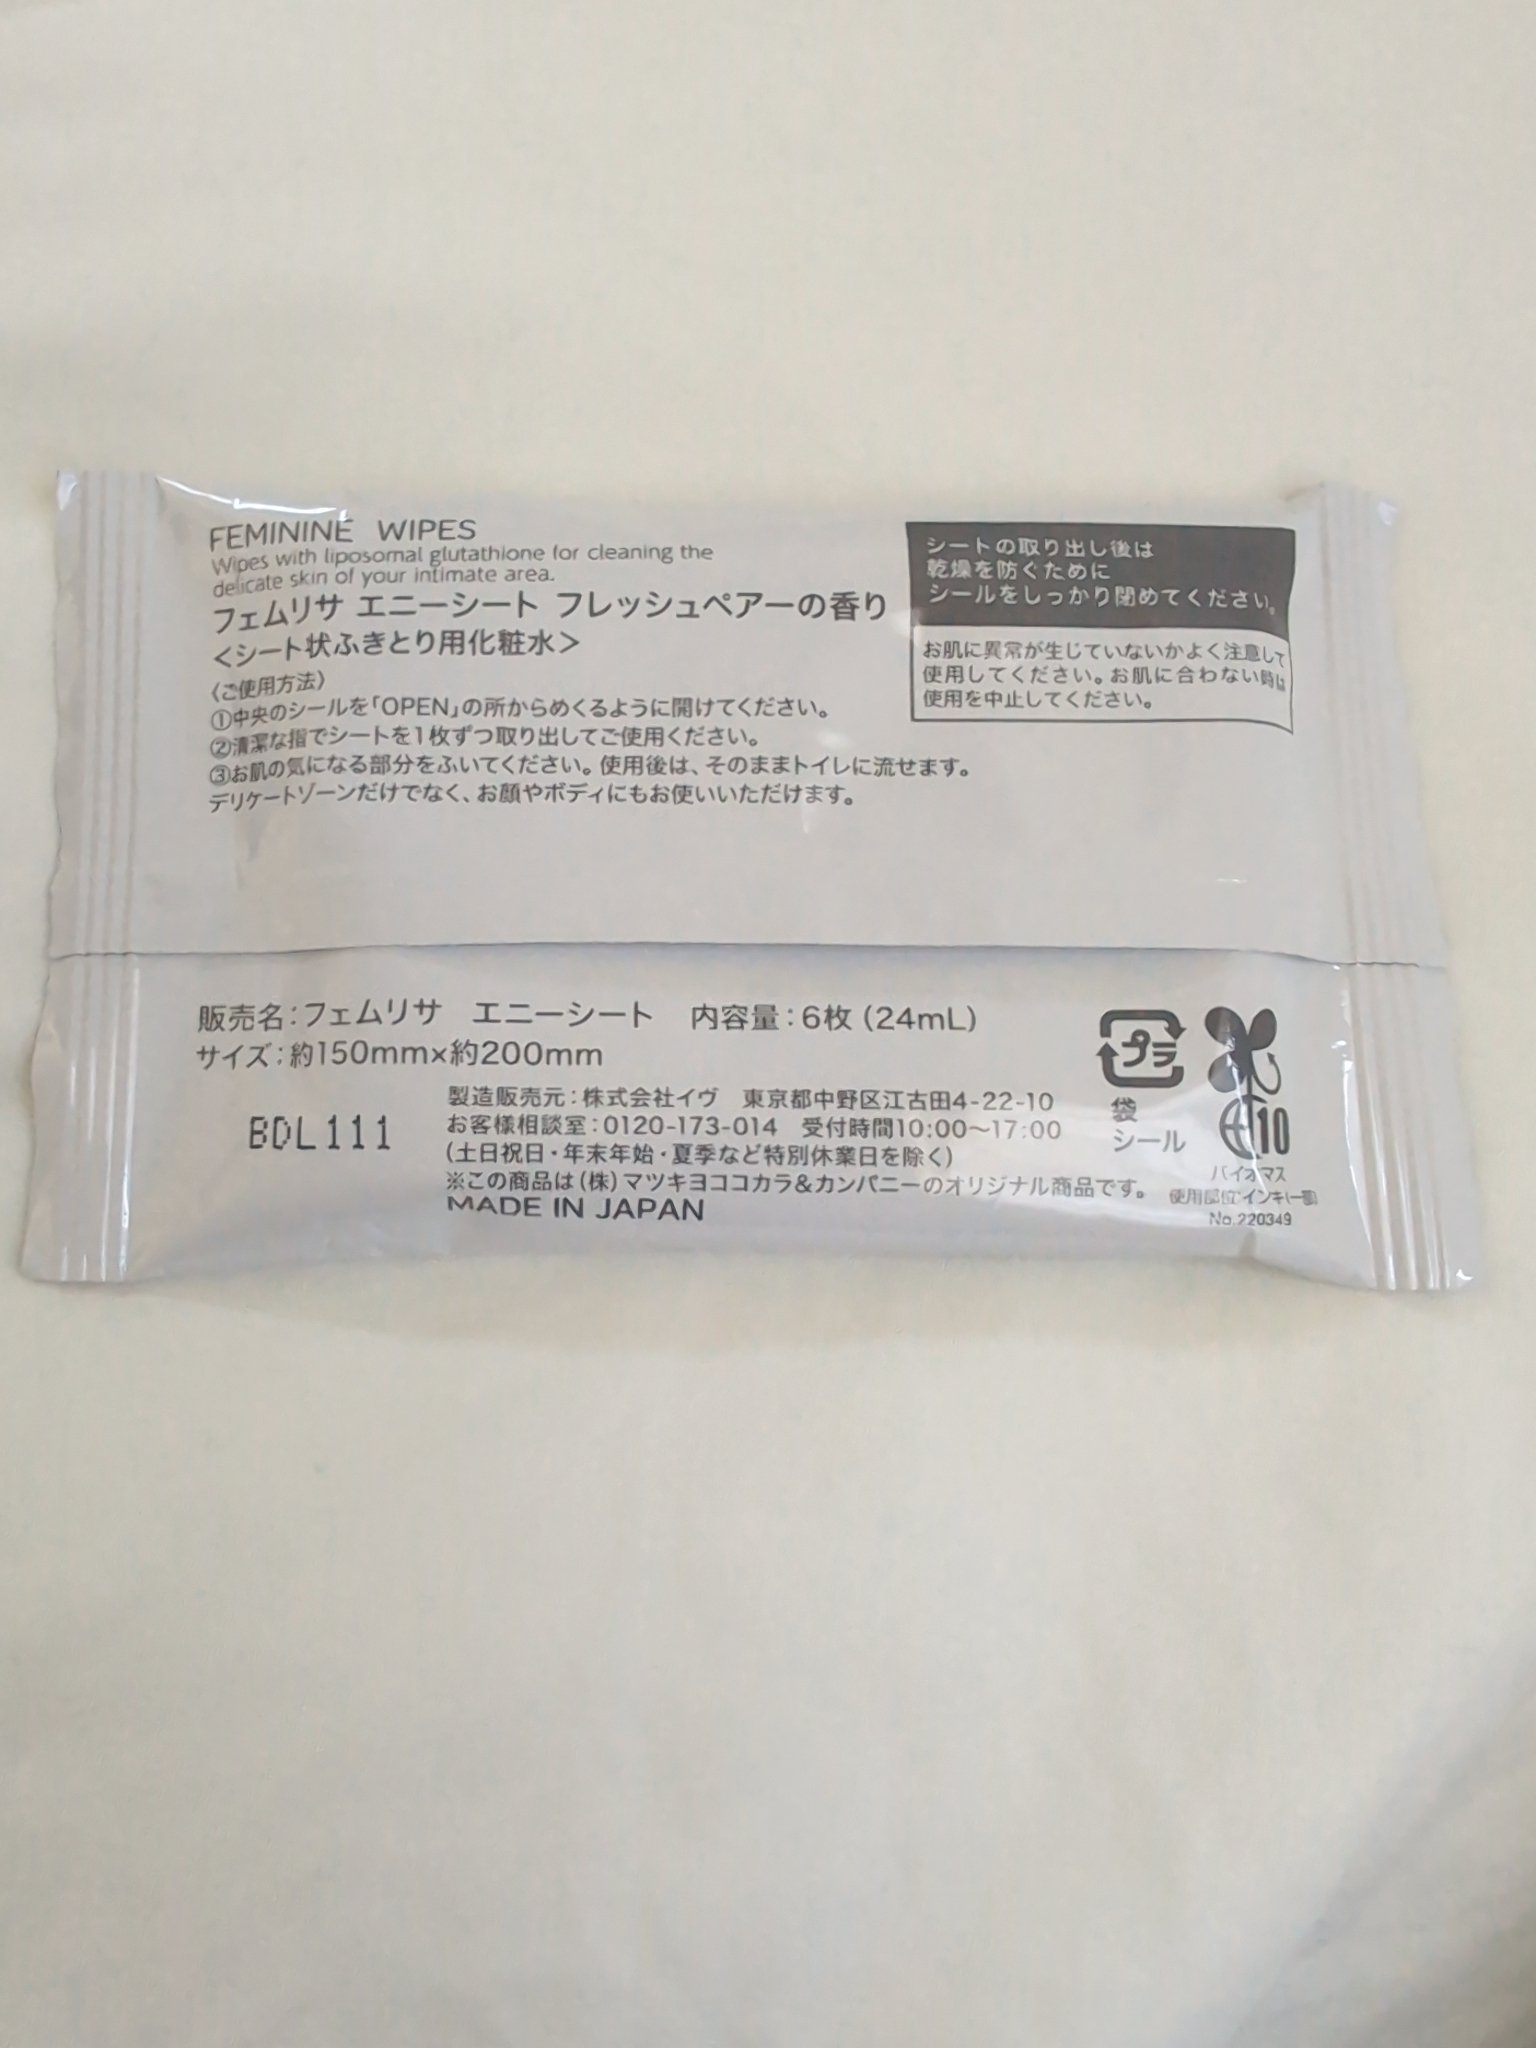 FEMININE WIPES
Wipes with liposomal glutathione for cleaning the
delicate skin of your intimate area.
フェムリサ エニーシート フレッシュペアーの香り
<シート状ふきとり用化粧水>
〈ご使用方法〉
①中央のシールを「OPEN」の所からめくるように開けてください。
②清潔な指でシートを1枚ずつ取り出してご使用ください。
③お肌の気になる部分をふいてください。使用後は、そのままトイレに流せます。
デリケートゾーンだけでなく、お顔やボディにもお使いいただけます。
シートの取り出し後は
乾燥を防ぐために
シールをしっかり閉めてください。
お肌に異常が生じていないかよく注意して
使用してください。お肌に合わない時は
使用を中止してください。
販売名:フェムリサ エニーシート 内容量:6枚(24mL)
サイズ:約150mm×約200mm
BDL111
製造販売元:株式会社イヴ 東京都中野区江古田4-22-10
お客様相談室:0120-173-014 受付時間10:00~17:00
(土日祝日・年末年始・夏季など特別休業日を除く)
※この商品は(株)マツキヨココカラ&カンパニーのオリジナル商品です。
MADE IN JAPAN
プラ
袋
シール
10
バイオマス
使用部位:インキ(一部)
No.220349